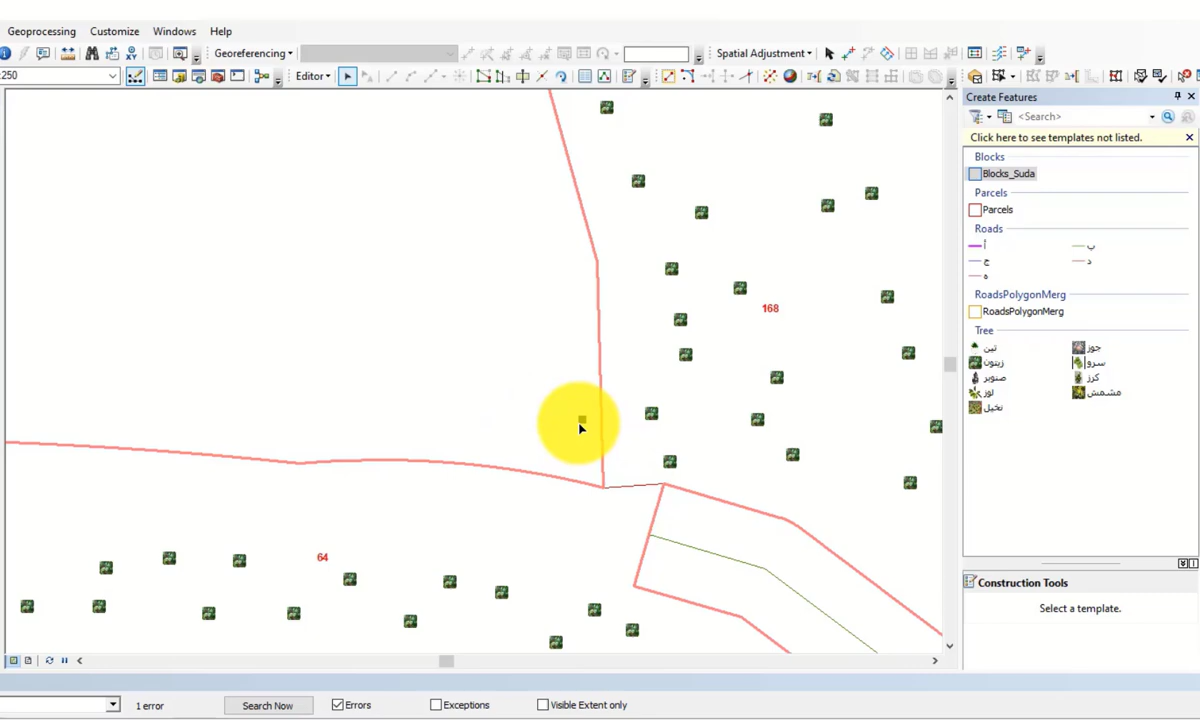 Geoprocessing Customize Windows Help
Georeferencing Spatial Adjustment
:250 Editor
Create Features
<Search>
Click here to see templates not listed.
Blocks
Blocks_Suda
Parcels
Parcels
Roads
أ ب
ج د
ه
RoadsPolygonMerg
RoadsPolygonMerg
Tree
تين جوز
زيتون سرو
صنوبر كرز
لوز مشمش
نخيل
168
64
Construction Tools
Select a template.
1 error Search Now Errors Exceptions Visible Extent only